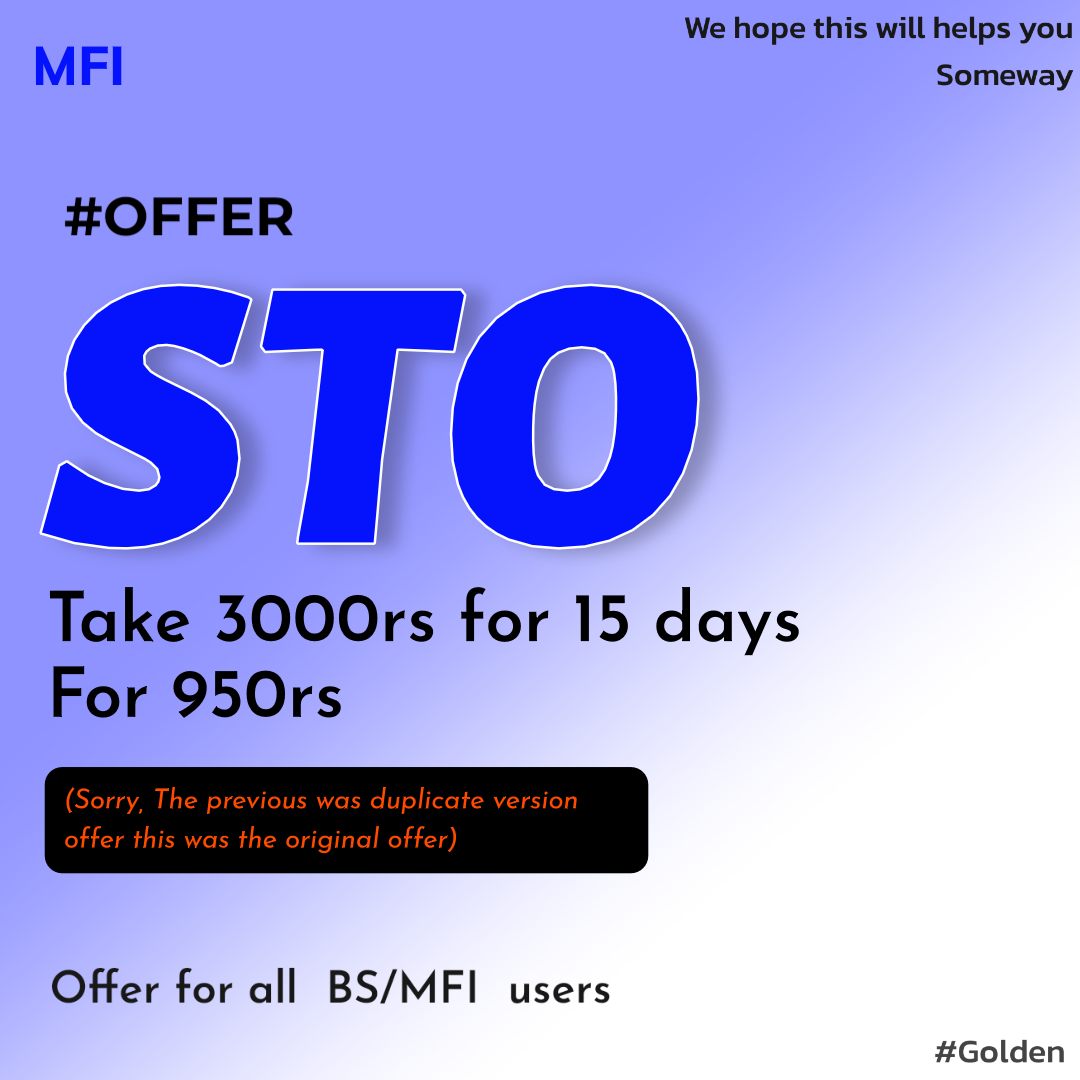 We hope this will helps you
Someway
MFI
#OFFER
STO
Take 3000rs for 15 days
For 950rs
(Sorry, The previous was duplicate version
offer this was the original offer)
Offer for all BS/MFI users
#Golden